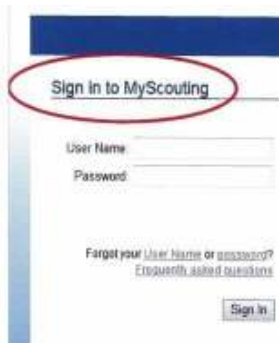 Sign in to MyScouting
User Name
Password
Forgot your User Name or password?
Frequently asked questions
Sign In